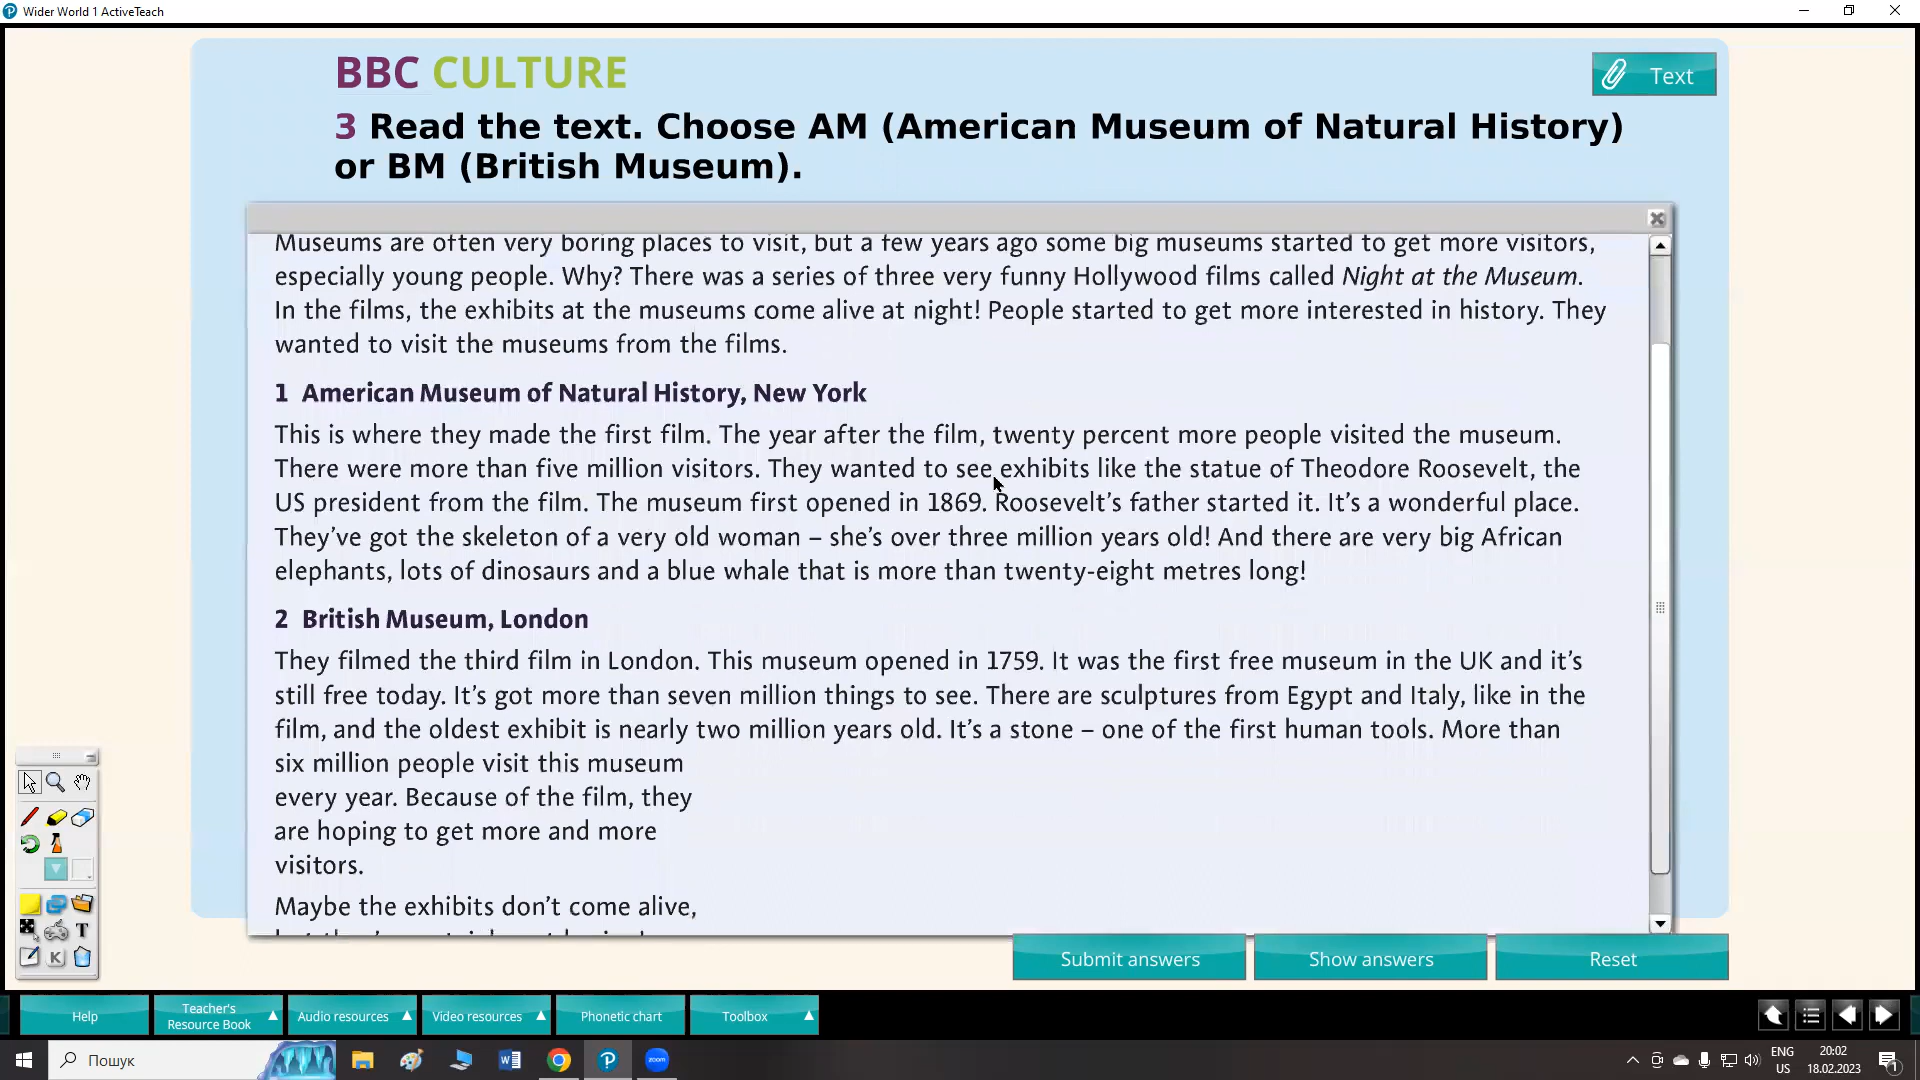 Wider World 1 ActiveTeach
BBC CULTURE
Text
3 Read the text. Choose AM (American Museum of Natural History)
or BM (British Museum).
Museums are often very boring places to visit, but a few years ago some big museums started to get more visitors,
especially young people. Why? There was a series of three very funny Hollywood films called Night at the Museum.
In the films, the exhibits at the museums come alive at night! People started to get more interested in history. They
wanted to visit the museums from the films.
1 American Museum of Natural History, New York
This is where they made the first film. The year after the film, twenty percent more people visited the museum.
There were more than five million visitors. They wanted to see exhibits like the statue of Theodore Roosevelt, the
US president from the film. The museum first opened in 1869. Roosevelt's father started it. It's a wonderful place.
They've got the skeleton of a very old woman – she's over three million years old! And there are very big African
elephants, lots of dinosaurs and a blue whale that is more than twenty-eight metres long!
2 British Museum, London
They filmed the third film in London. This museum opened in 1759. It was the first free museum in the UK and it's
still free today. It's got more than seven million things to see. There are sculptures from Egypt and Italy, like in the
film, and the oldest exhibit is nearly two million years old. It's a stone – one of the first human tools. More than
six million people visit this museum
every year. Because of the film, they
are hoping to get more and more
visitors.
Maybe the exhibits don't come alive,
Submit answers
Show answers
Reset
T
K
Help
Teacher's
Resource Book
Audio resources
Video resources
Phonetic chart
Toolbox
Пошук
zoom
ENG
US
20:02
18.02.2023
1